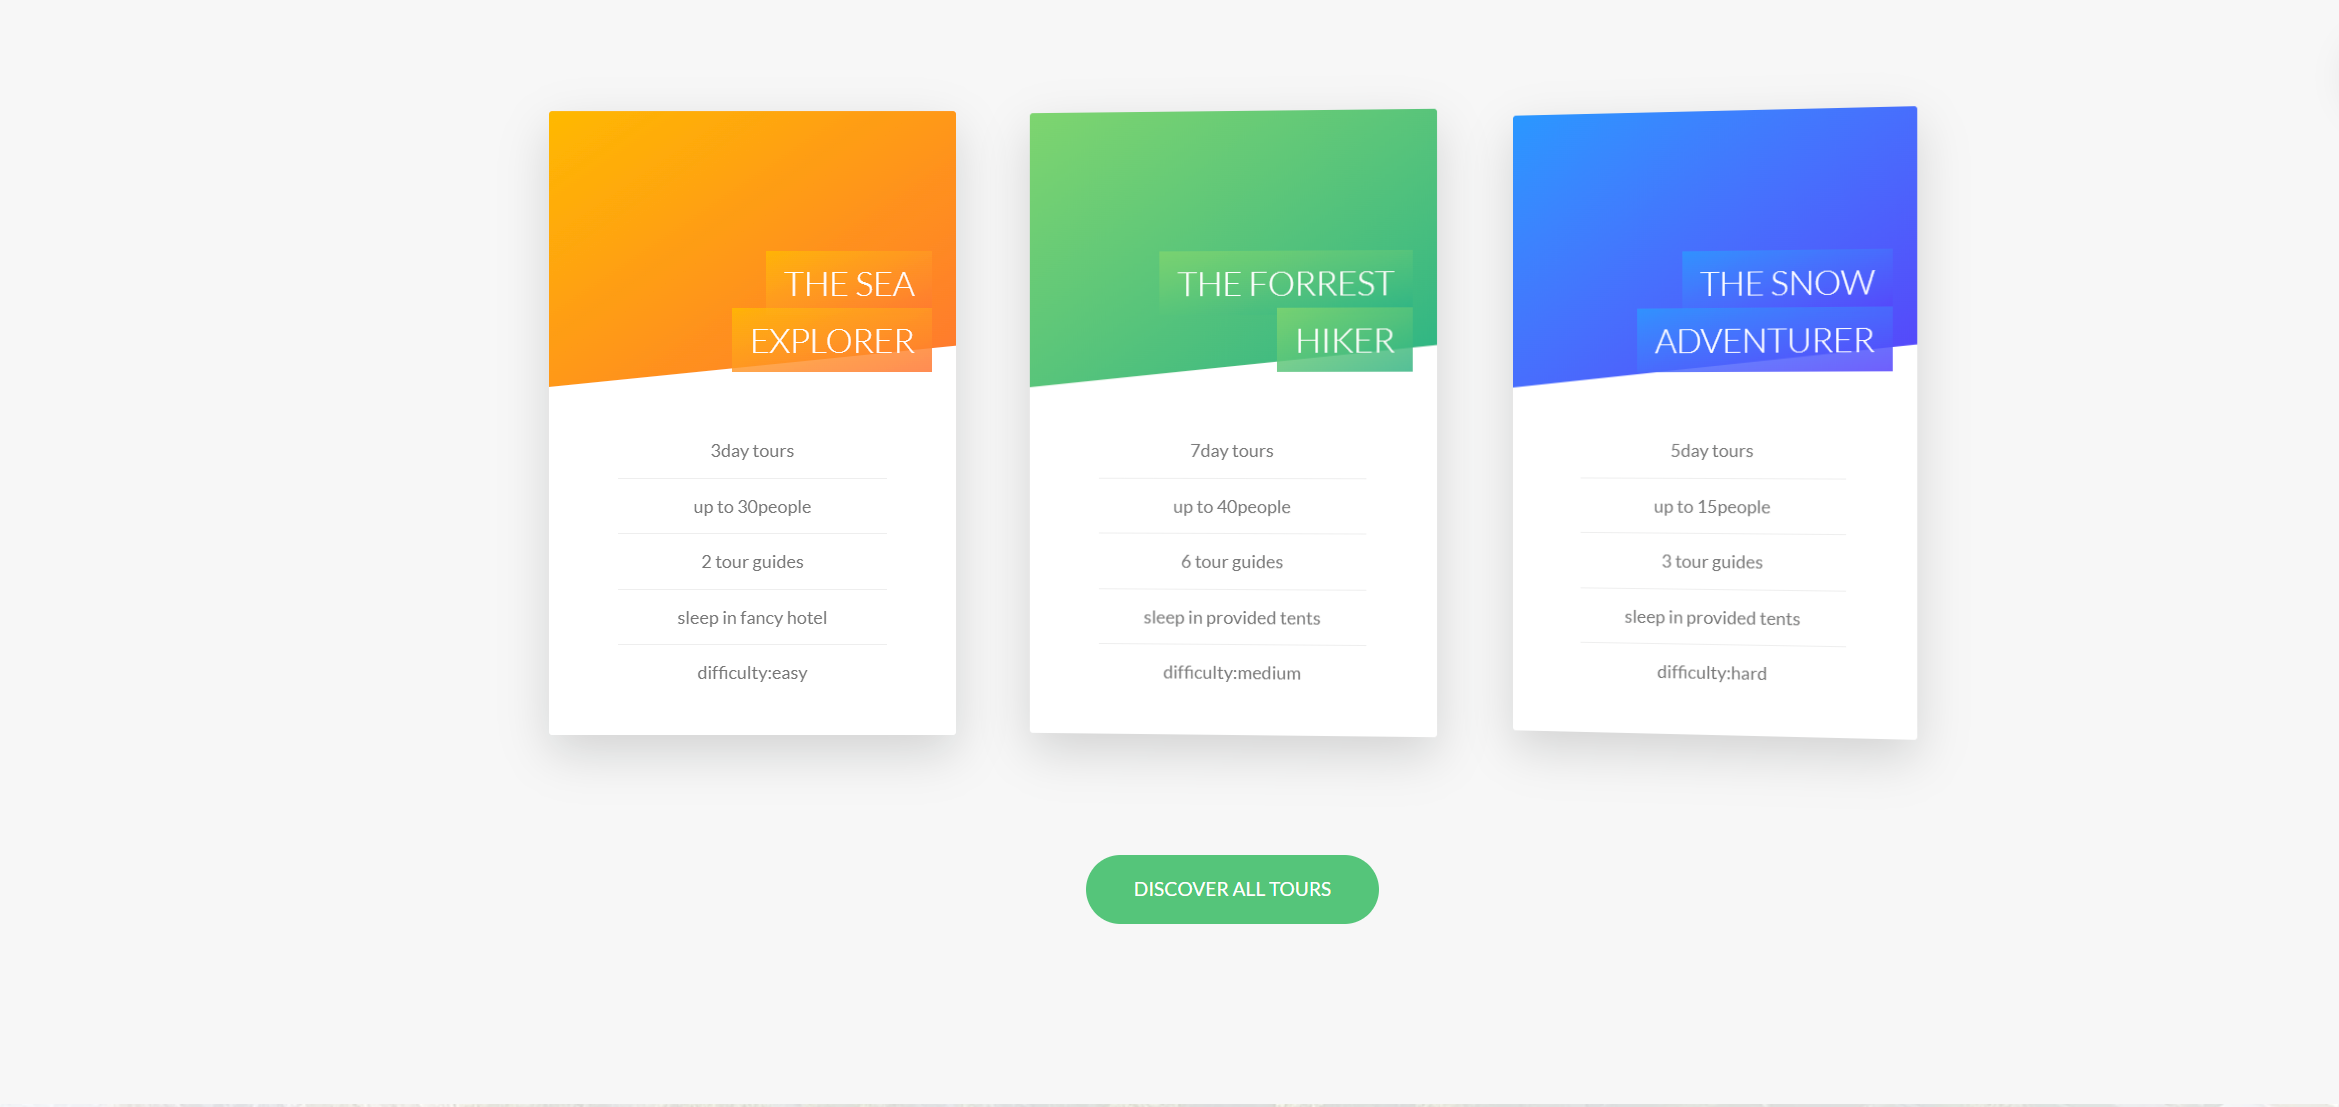 THE SEA
EXPLORER
3day tours
up to 30people
2 tour guides
sleep in fancy hotel
difficulty:easy
THE FORREST
HIKER
7day tours
up to 40people
6 tour guides
sleep in provided tents
difficulty:medium
THE SNOW
ADVENTURER
5day tours
up to 15people
3 tour guides
sleep in provided tents
difficulty:hard
DISCOVER ALL TOURS